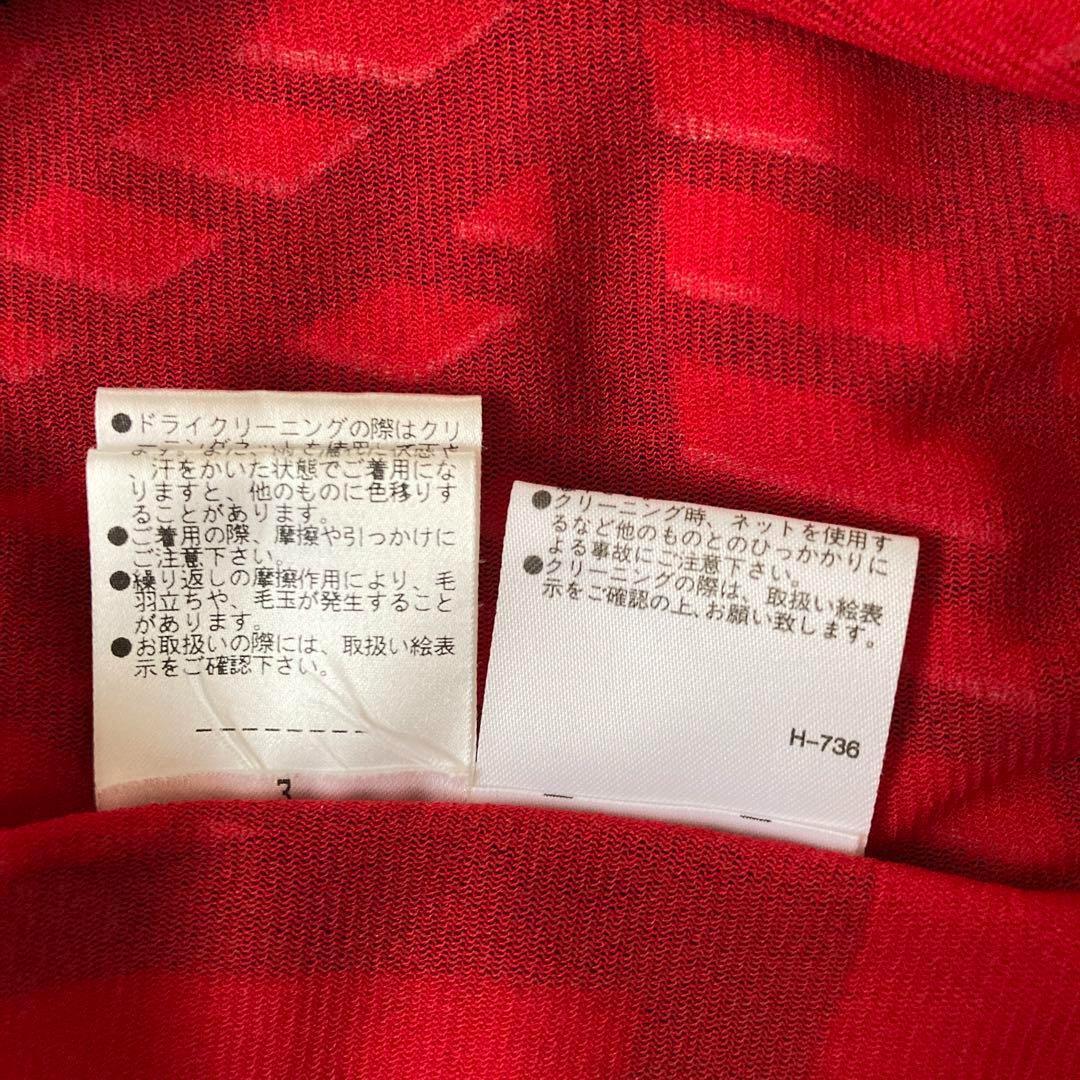 ●ドライクリーニングの際はクリ
、汗をかいた状態でご着用にな
りますと、他のものに色移りす
ることがあります。
●ご着用の際、摩擦や引っかけに
ご注意下さい。
●繰り返しの摩擦作用により、毛
羽立ちや、毛玉が発生すること
があります。
●お取扱いの際には、取扱い絵表
示をご確認下さい。
3
●クリーニング時、ネットを使用す
るなど他のものとのひっかかりに
よる事故にご注意下さい。
●クリーニングの際は、取扱い絵表
示をご確認の上、お願い致します。
H-736